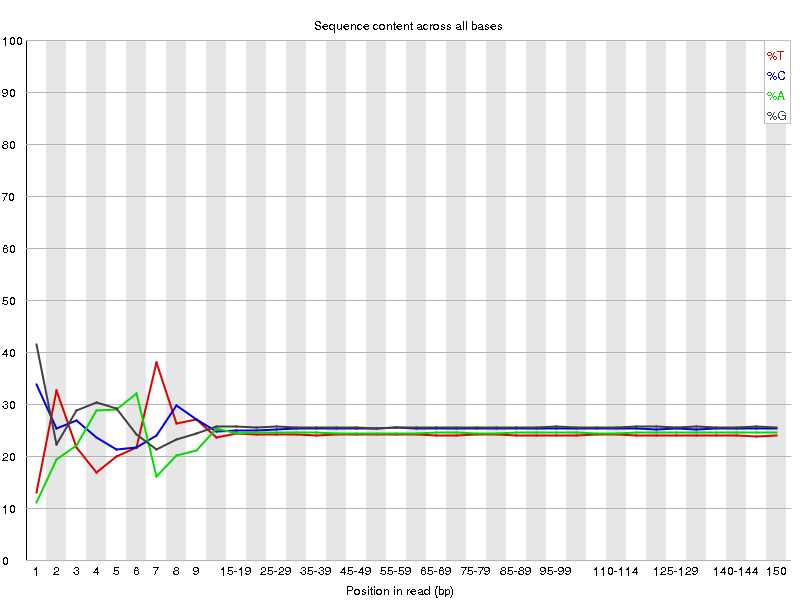 Sequence content across all bases
100
90
80
70
60
50
40
30
20
10
0
%T
%C
%A
%G
1 2 3 4 5 6 7 8 9 15-19 25-29 35-39 45-49 55-59 65-69 75-79 85-89 95-99 110-114 125-129 140-144 150
Position in read (bp)